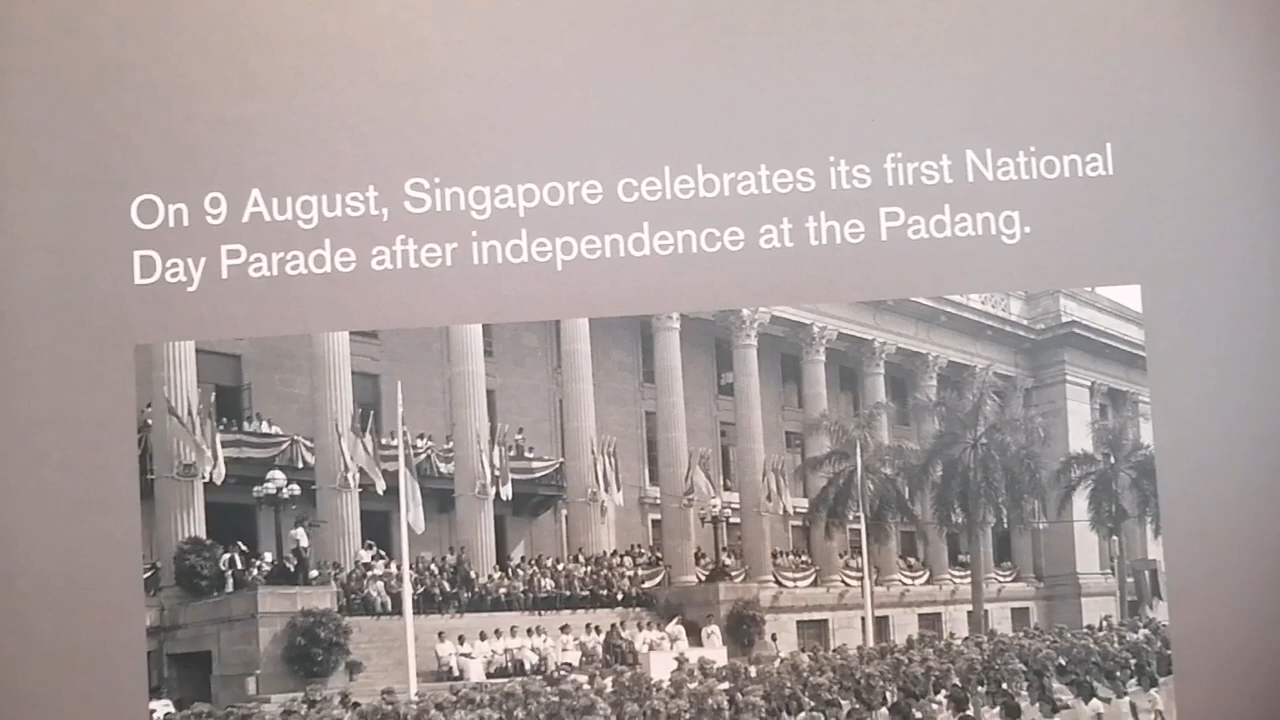 On 9 August, Singapore celebrates its first National
Day Parade after independence at the Padang.